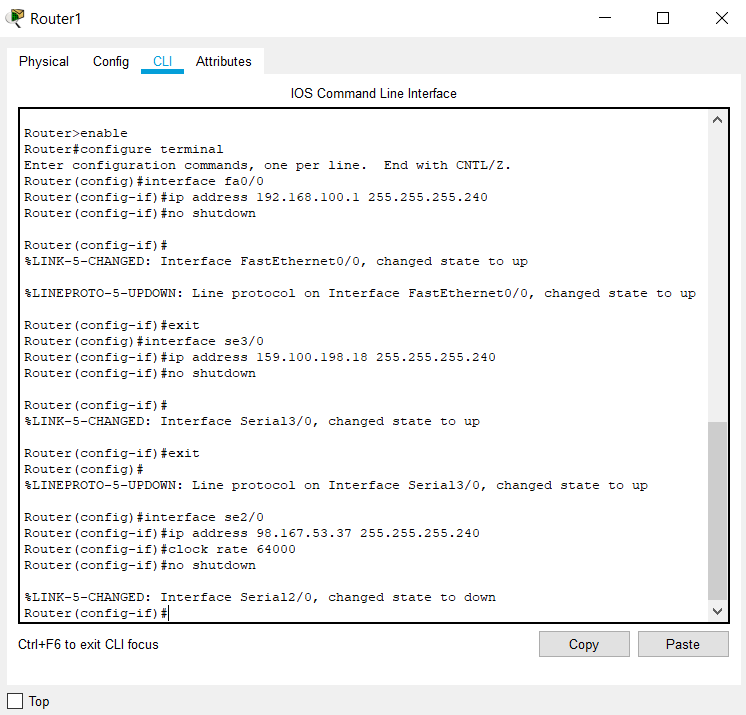 Router1
Physical Config CLI Attributes
IOS Command Line Interface
Router>enable
Router#configure terminal
Enter configuration commands, one per line.  End with CNTL/Z.
Router(config)#interface fa0/0
Router(config-if)#ip address 192.168.100.1 255.255.255.240
Router(config-if)#no shutdown
Router(config-if)#
%LINK-5-CHANGED: Interface FastEthernet0/0, changed state to up
%LINEPROTO-5-UPDOWN: Line protocol on Interface FastEthernet0/0, changed state to up
Router(config-if)#exit
Router(config)#interface se3/0
Router(config-if)#ip address 159.100.198.18 255.255.255.240
Router(config-if)#no shutdown
Router(config-if)#
%LINK-5-CHANGED: Interface Serial3/0, changed state to up
Router(config-if)#exit
Router(config)#
%LINEPROTO-5-UPDOWN: Line protocol on Interface Serial3/0, changed state to up
Router(config)#interface se2/0
Router(config-if)#ip address 98.167.53.37 255.255.255.240
Router(config-if)#clock rate 64000
Router(config-if)#no shutdown
%LINK-5-CHANGED: Interface Serial2/0, changed state to down
Router(config-if)#
Ctrl+F6 to exit CLI focus
Copy Paste
Top